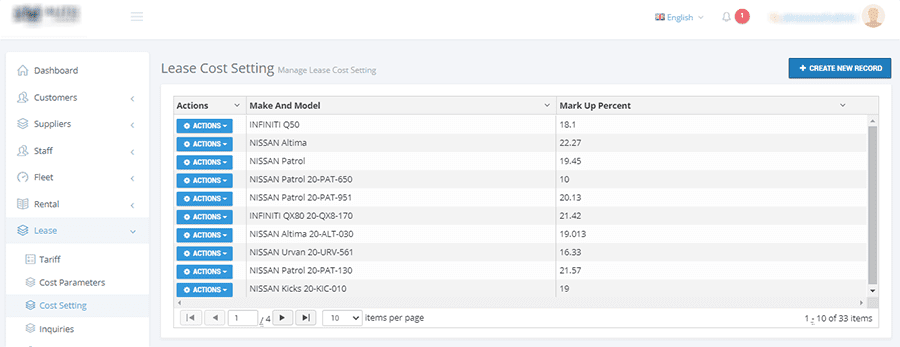 English
1
Dashboard
Customers
Suppliers
Staff
Fleet
Rental
Lease
Tariff
Cost Parameters
Cost Setting
Inquiries
Lease Cost Setting Manage Lease Cost Setting
+ CREATE NEW RECORD
Actions Make And Model Mark Up Percent
ACTIONS INFINITI Q50 18.1
ACTIONS NISSAN Altima 22.27
ACTIONS NISSAN Patrol 19.45
ACTIONS NISSAN Patrol 20-PAT-650 10
ACTIONS NISSAN Patrol 20-PAT-951 20.13
ACTIONS INFINITI QX80 20-QX8-170 21.42
ACTIONS NISSAN Altima 20-ALT-030 19.013
ACTIONS NISSAN Urvan 20-URV-561 16.33
ACTIONS NISSAN Patrol 20-PAT-130 21.57
ACTIONS NISSAN Kicks 20-KIC-010 19
1 / 4 10 items per page 1 - 10 of 33 items